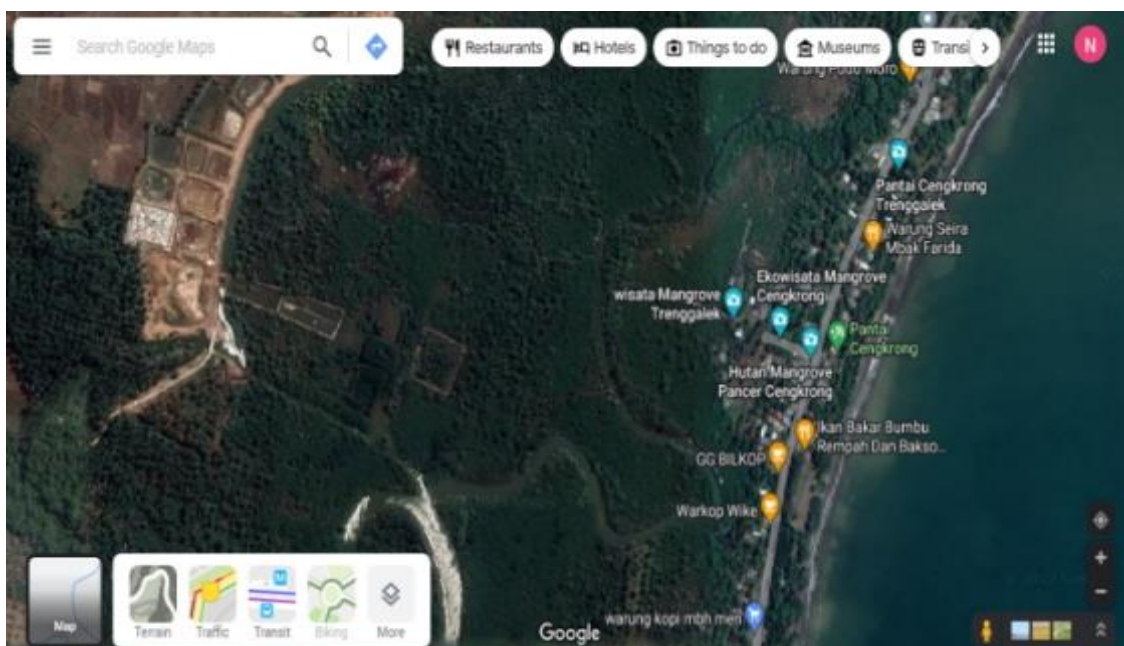 Search Google Maps
Restaurants
Hotels
Things to do
Museums
Transi
N
Warung Podo Moro
Pantai Cengkrong
Trenggalek
Warung Seira
Mbak Farida
Ekowisata Mangrove
Cengkrong
wisata Mangrove
Trenggalek
Panta
Cengkrong
Hutan Mangrove
Pancer Cengkrong
Ikan Bakar Bumbu
Rempah Dan Bakso...
GG BILKOP
Warkop Wike
warung kopi mbh meri
Map
Terrain
Traffic
Transit
Biking
More
Google